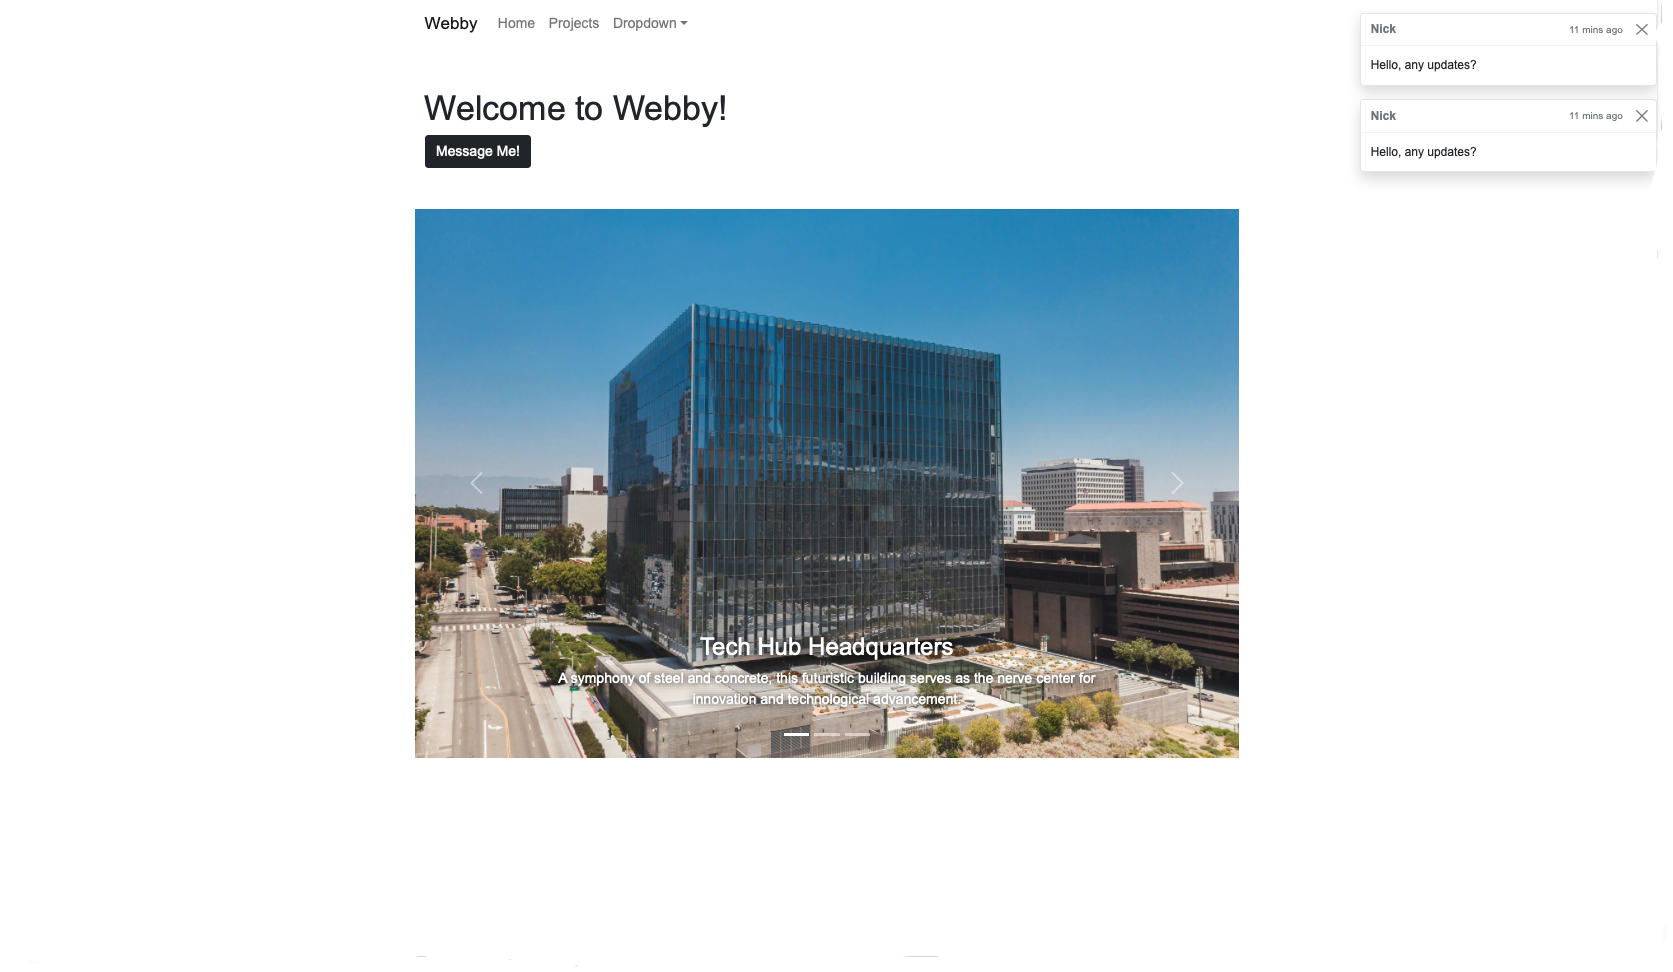 Webby Home Projects Dropdown
Welcome to Webby!
Message Me!
Nick 11 mins ago
Hello, any updates?
Nick 11 mins ago
Hello, any updates?
Tech Hub Headquarters
A symphony of steel and concrete, this futuristic building serves as the nerve center for
innovation and technological advancement.